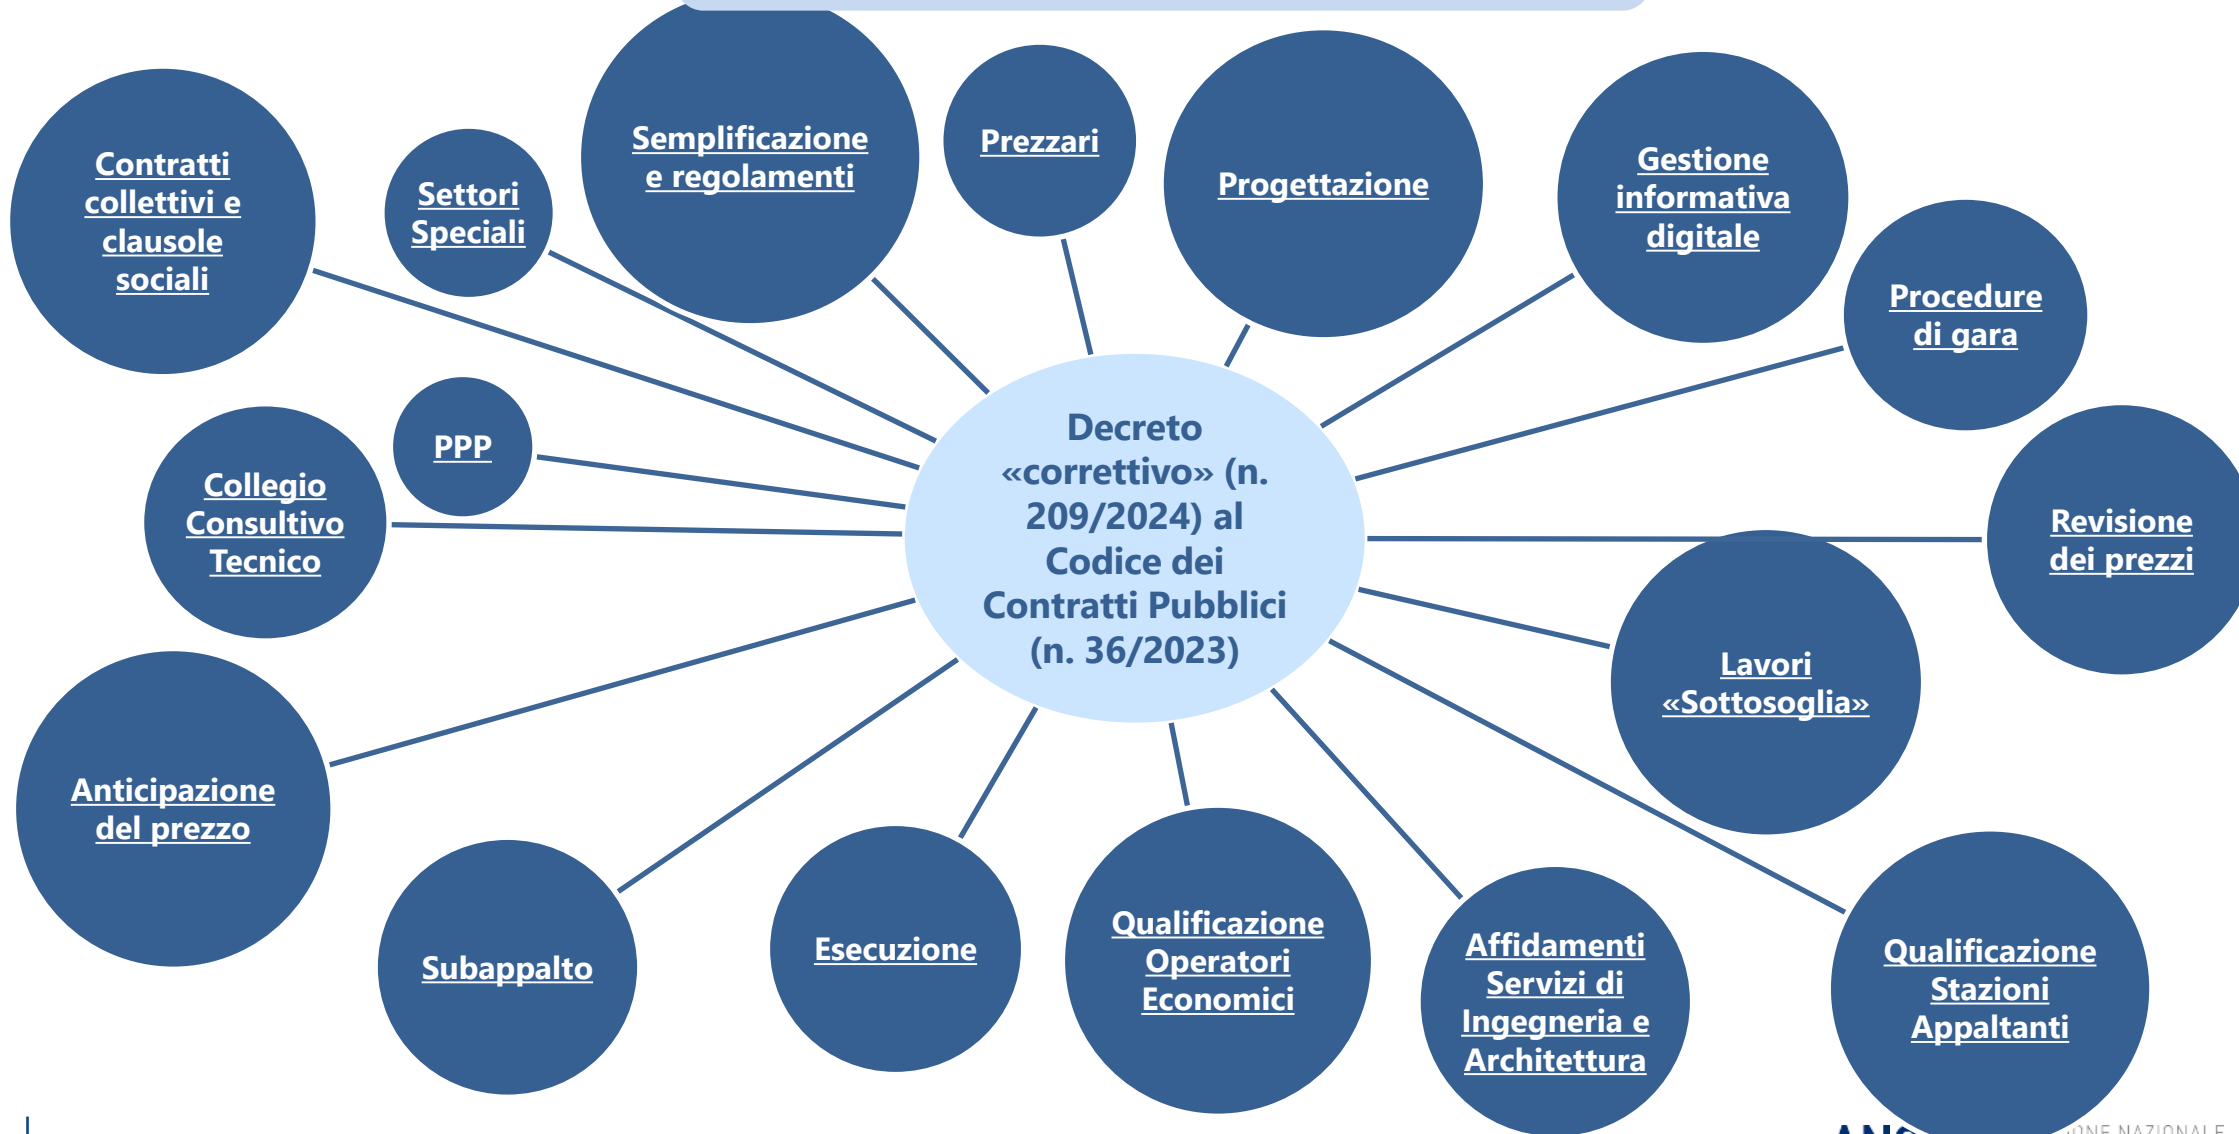 Contratti
collettivi e
clausole
sociali
Settori
Speciali
Semplificazione
e regolamenti
Prezzari
Progettazione
Gestione
informativa
digitale
Procedure
di gara
Revisione
dei prezzi
Lavori
«Sottosoglia»
Qualificazione
Stazioni
Appaltanti
Affidamenti
Servizi di
Ingegneria e
Architettura
Qualificazione
Operatori
Economici
Esecuzione
Subappalto
Anticipazione
del prezzo
Collegio
Consultivo
Tecnico
PPP
Decreto
«correttivo» (n.
209/2024) al
Codice dei
Contratti Pubblici
(n. 36/2023)
NAZIONALE